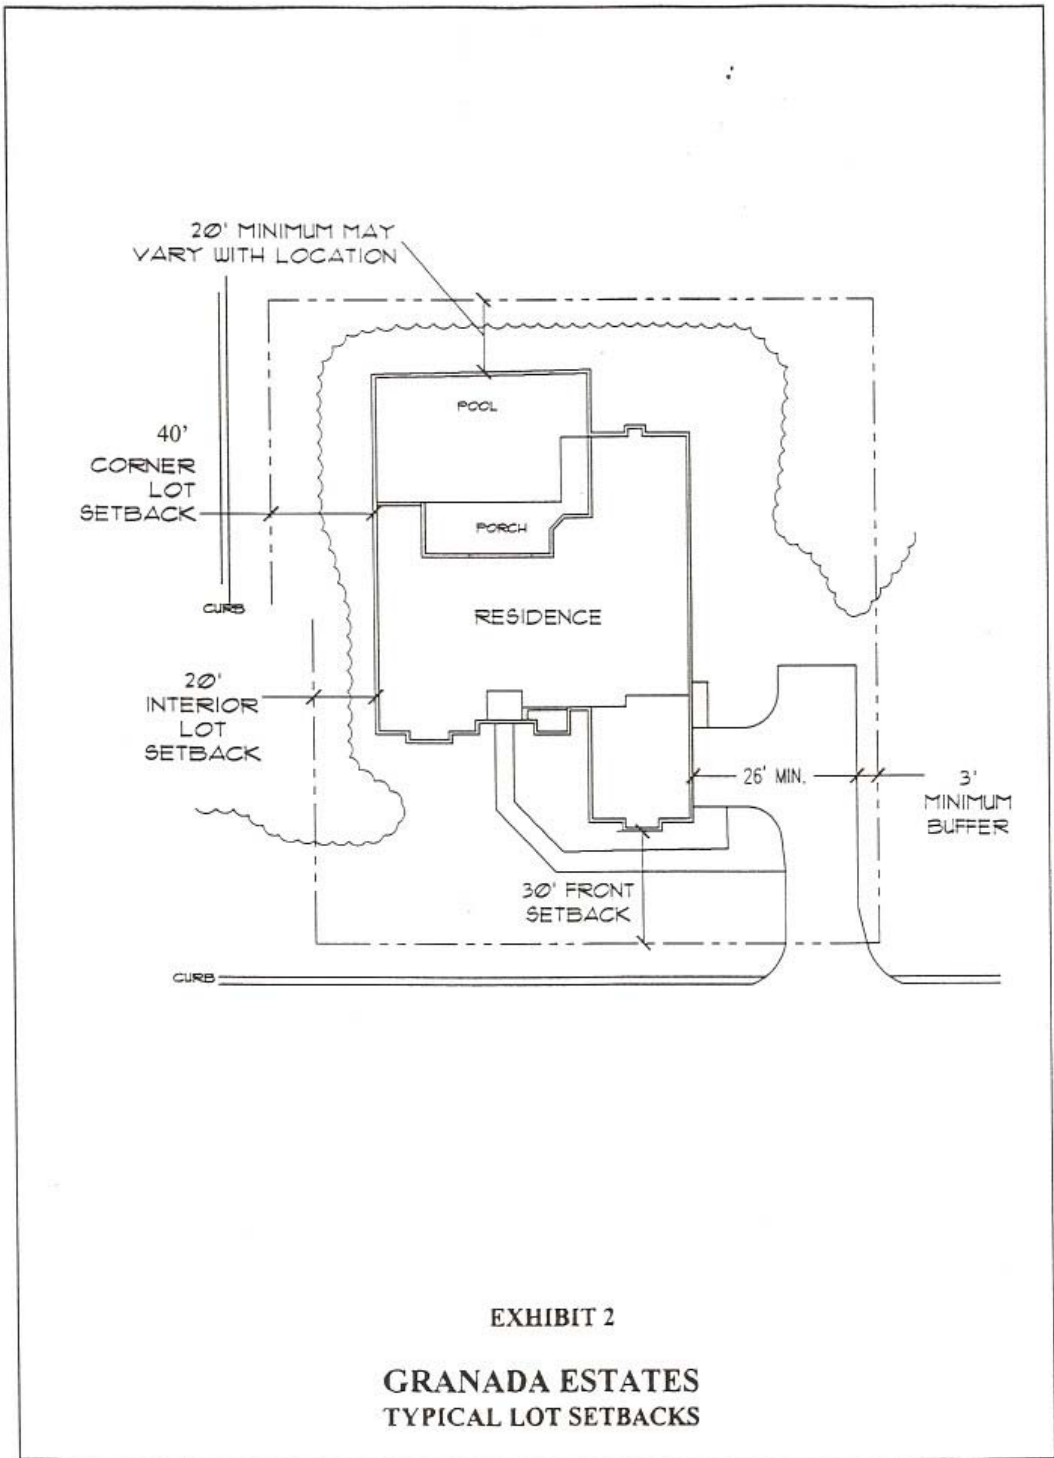 20' MINIMUM MAY
VARY WITH LOCATION
POOL
40'
CORNER
LOT
SETBACK
PORCH
CURB
RESIDENCE
20'
INTERIOR
LOT
SETBACK
26' MIN.
3'
MINIMUM
BUFFER
30' FRONT
SETBACK
CURB
EXHIBIT 2
GRANADA ESTATES
TYPICAL LOT SETBACKS